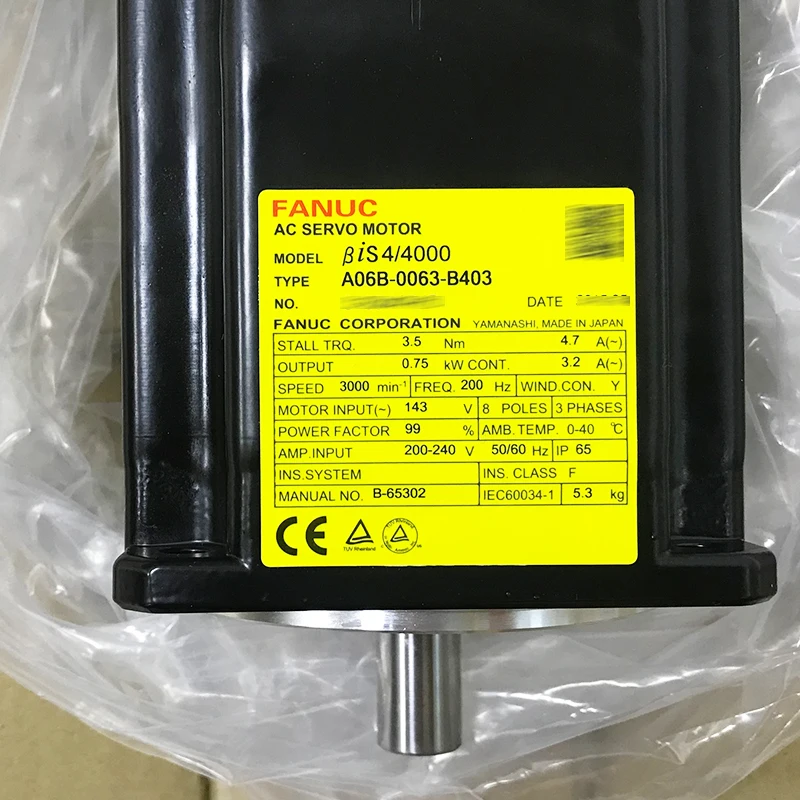 FANUC
AC SERVO MOTOR
MODEL βiS 4/4000
TYPE A06B-0063-B403
NO. DATE
FANUC CORPORATION YAMANASHI, MADE IN JAPAN
STALL TRQ. 3.5 Nm 4.7 A(~)
OUTPUT 0.75 kW CONT. 3.2 A(~)
SPEED 3000 min-1 FREQ. 200 Hz WIND.CON. Y
MOTOR INPUT(~) 143 V 8 POLES 3 PHASES
POWER FACTOR 99 % AMB.TEMP. 0-40 ℃
AMP.INPUT 200-240 V 50/60 Hz IP 65
INS.SYSTEM INS. CLASS F
MANUAL NO. B-65302 IEC60034-1 5.3 kg
CE TUV Rheinland